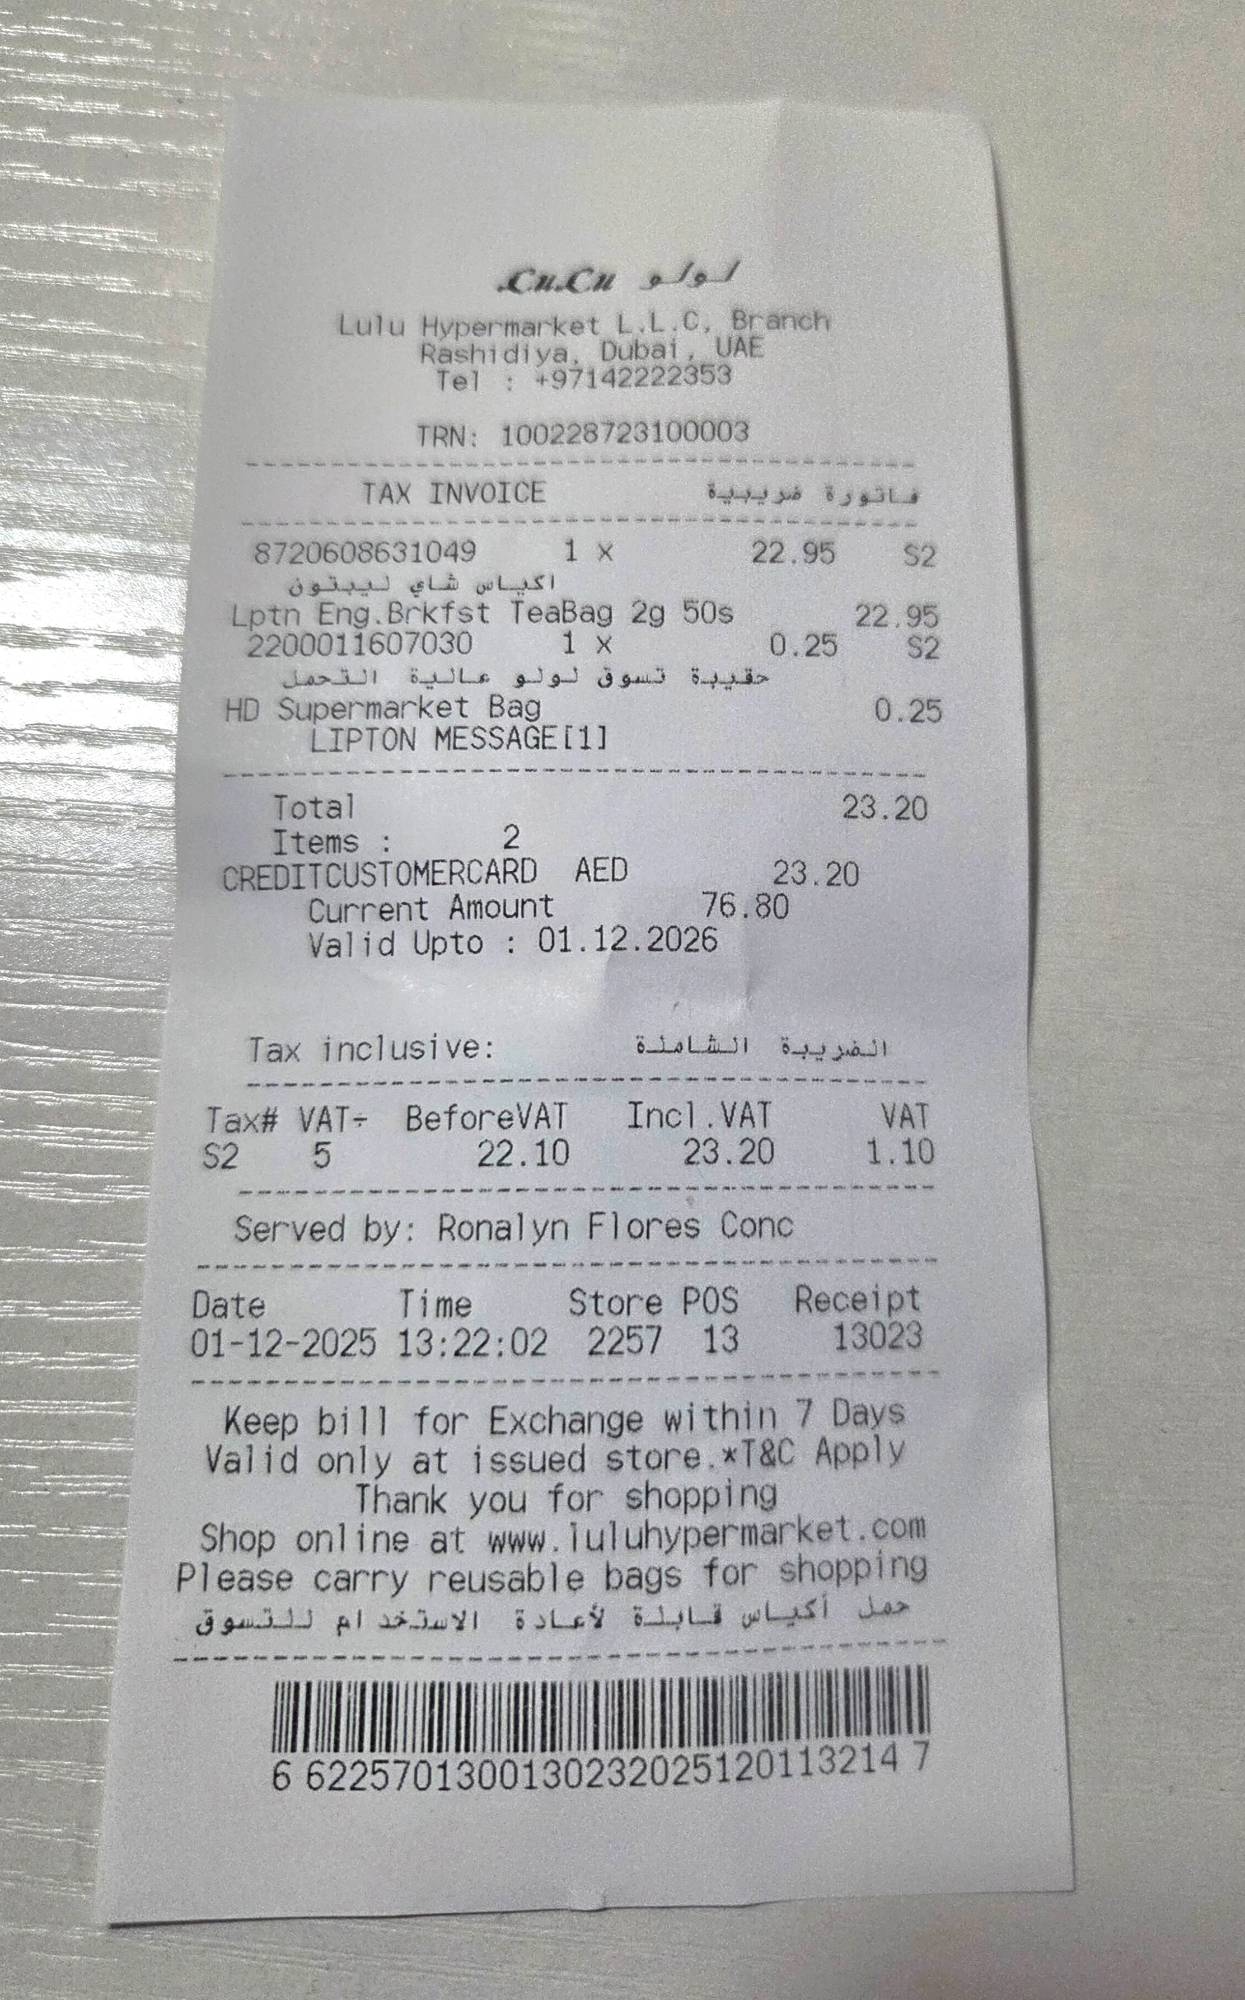 LuLu لولو
Lulu Hypermarket L.L.C, Branch
Rashidiya, Dubai, UAE
Tel : +97142222353
TRN: 100228723100003
TAX INVOICE فاتورة ضريبية
8720608631049 1 x 22.95 S2
اكياس شاي ليبتون
Lptn Eng.Brkfst TeaBag 2g 50s 22.95
2200011607030 1 x 0.25 S2
حقيبة تسوق لولو عالية التحمل
HD Supermarket Bag 0.25
LIPTON MESSAGE[1]
Total 23.20
Items : 2
CREDITCUSTOMERCARD AED 23.20
Current Amount 76.80
Valid Upto : 01.12.2026
Tax inclusive: الضريبة الشاملة
Tax# VAT÷ BeforeVAT Incl.VAT VAT
S2 5 22.10 23.20 1.10
Served by: Ronalyn Flores Conc
Date Time Store POS Receipt
01-12-2025 13:22:02 2257 13 13023
Keep bill for Exchange within 7 Days
Valid only at issued store.*T&C Apply
Thank you for shopping
Shop online at www.luluhypermarket.com
Please carry reusable bags for shopping
حمل أكياس قابلة لأعادة الاستخدام للتسوق
6 622570130013023202512011321​4 7